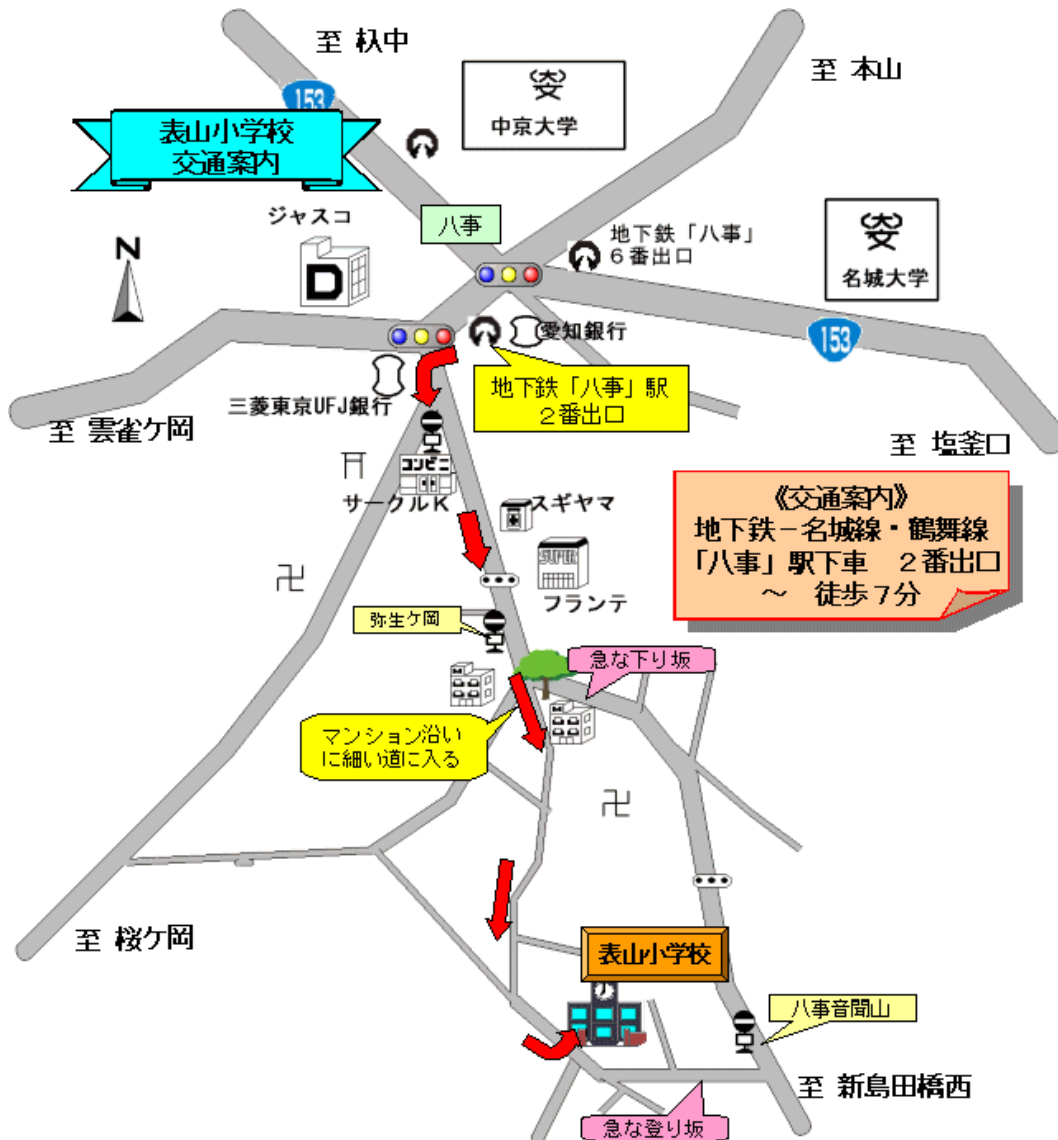 至 杁中
至 本山
153
中京大学
表山小学校
交通案内
ジャスコ
八事
地下鉄「八事」
6番出口
名城大学
N
D
愛知銀行
153
地下鉄「八事」駅
2番出口
三菱東京UFJ銀行
至 雲雀ケ岡
至 塩釜口
コンビニ
サークルK
スギヤマ
《交通案内》
地下鉄-名城線・鶴舞線
「八事」駅下車 2番出口
~ 徒歩7分
卍
SUPER
フランテ
弥生ケ岡
急な下り坂
マンション沿い
に細い道に入る
卍
至 桜ケ岡
表山小学校
八事音聞山
至 新島田橋西
急な登り坂